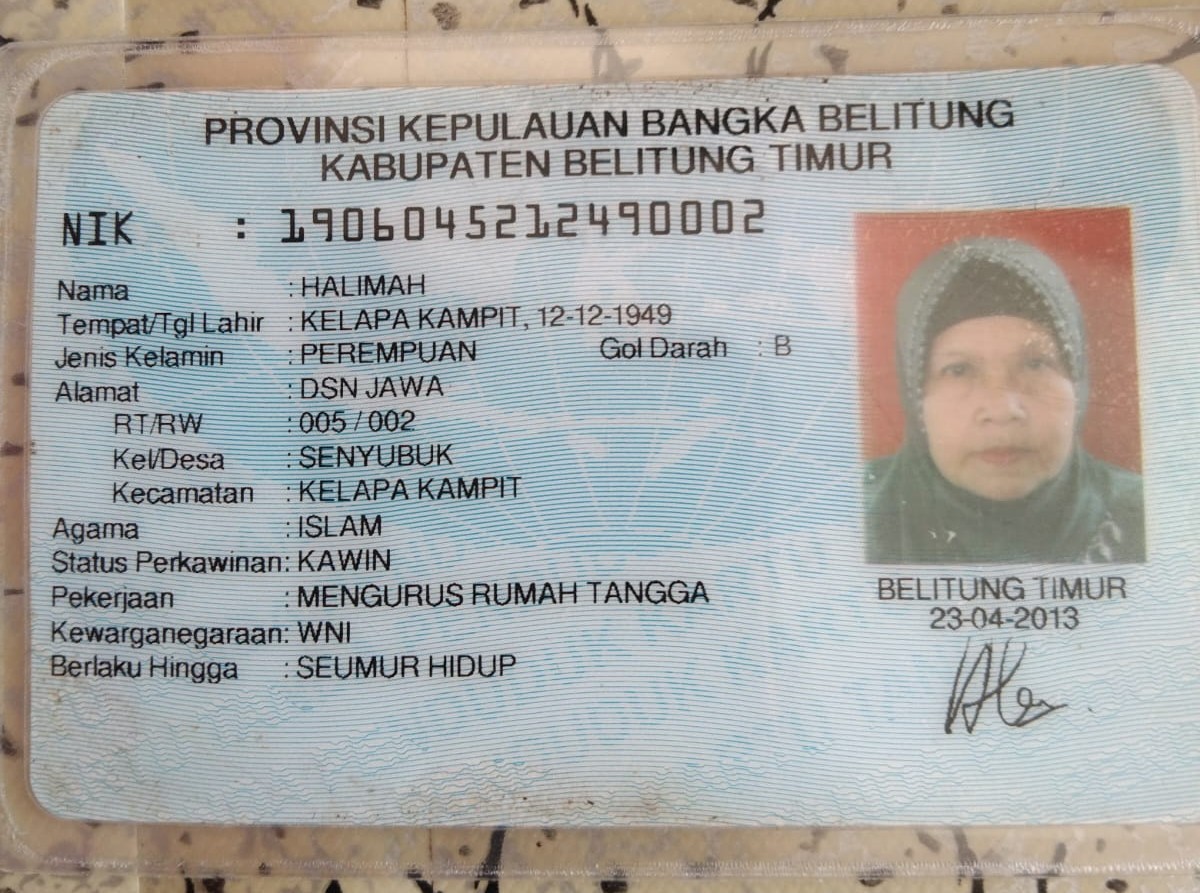 PROVINSI KEPULAUAN BANGKA BELITUNG
KABUPATEN BELITUNG TIMUR
NIK : 1906045212490002
Nama : HALIMAH
Tempat/Tgl Lahir : KELAPA KAMPIT, 12-12-1949
Jenis Kelamin : PEREMPUAN Gol Darah : B
Alamat : DSN JAWA
RT/RW : 005 / 002
Kel/Desa : SENYUBUK
Kecamatan : KELAPA KAMPIT
Agama : ISLAM
Status Perkawinan: KAWIN
Pekerjaan : MENGURUS RUMAH TANGGA
Kewarganegaraan: WNI
Berlaku Hingga : SEUMUR HIDUP
BELITUNG TIMUR
23-04-2013